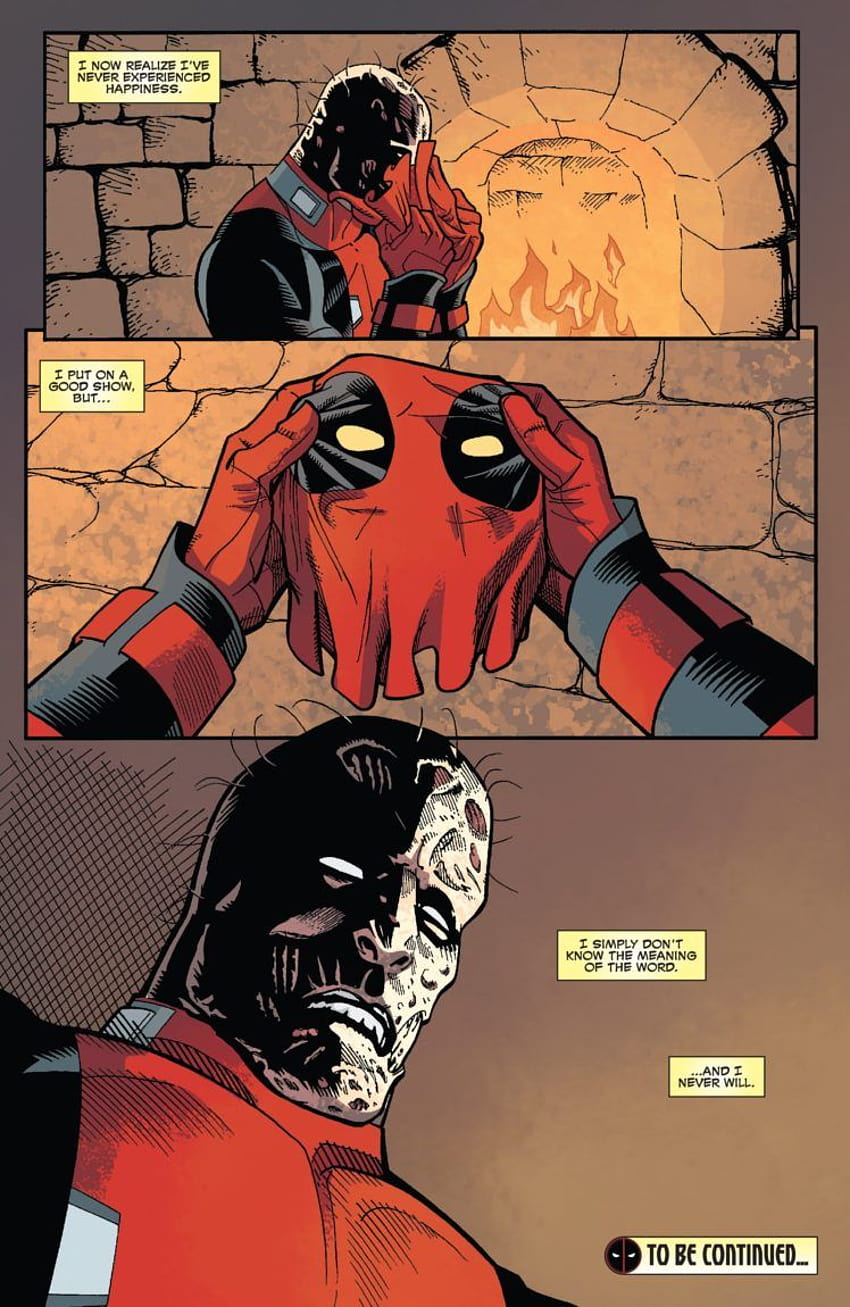 I NOW REALIZE I'VE
NEVER EXPERIENCED
HAPPINESS.
I PUT ON A
GOOD SHOW,
BUT...
I SIMPLY DON'T
KNOW THE MEANING
OF THE WORD.
...AND I
NEVER WILL.
TO BE CONTINUED...